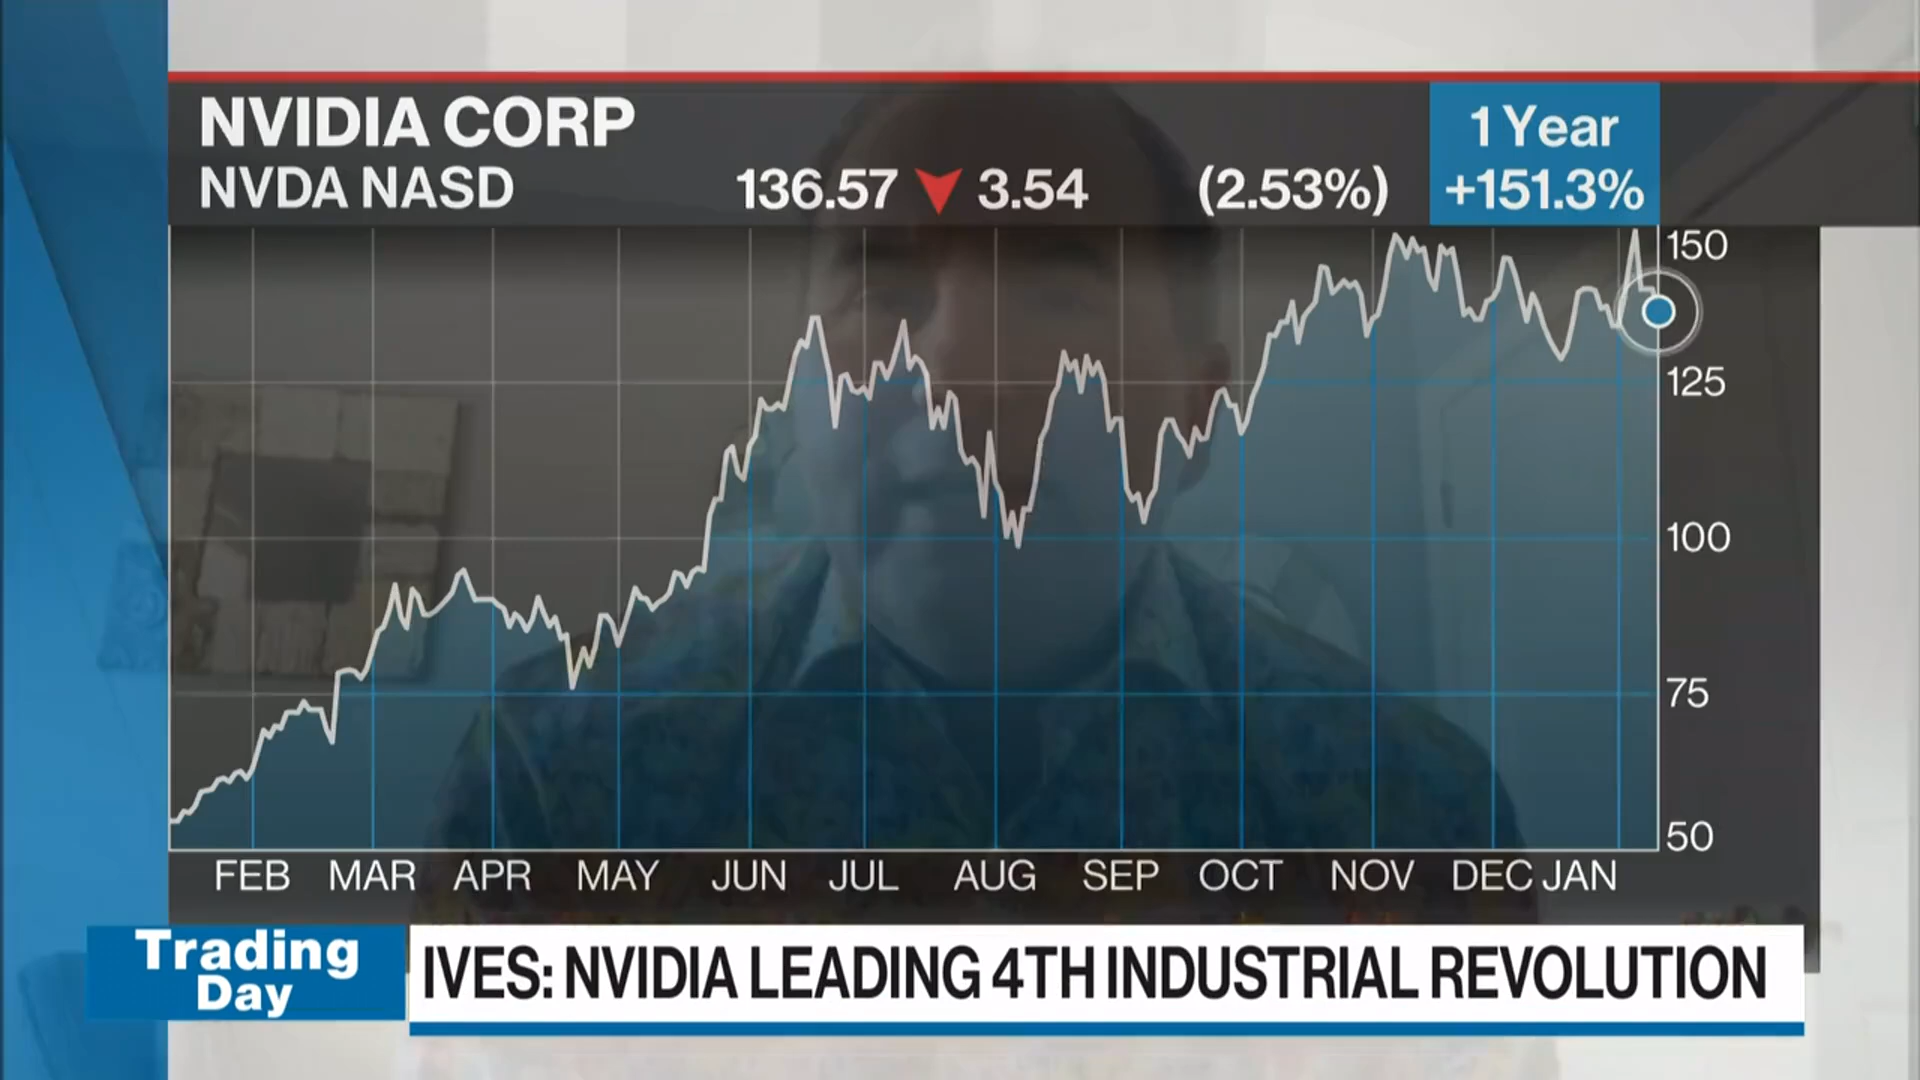 NVIDIA CORP
NVDA NASD 136.57 3.54 (2.53%)
1 Year
+151.3%
150
125
100
75
50
FEB MAR APR MAY JUN JUL AUG SEP OCT NOV DEC JAN
Trading
Day
IVES: NVIDIA LEADING 4TH INDUSTRIAL REVOLUTION